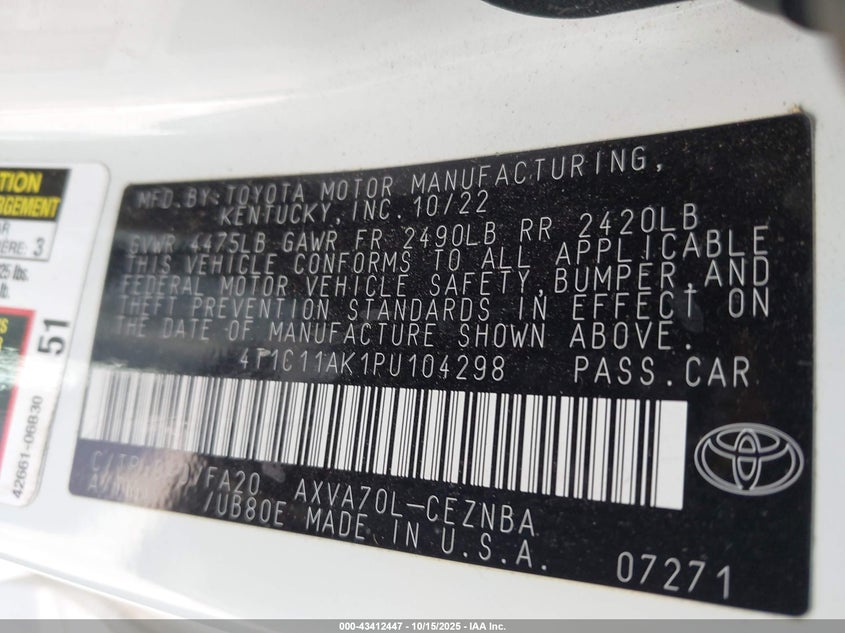 MFD.BY: TOYOTA MOTOR MANUFACTURING,
KENTUCKY, INC. 10/22
GVWR 4475LB GAWR FR 2490LB RR 2420LB
THIS VEHICLE CONFORMS TO ALL APPLICABLE
FEDERAL MOTOR VEHICLE SAFETY,BUMPER,AND
THEFT PREVENTION STANDARDS IN EFFECT ON
THE DATE OF MANUFACTURE SHOWN ABOVE.
4T1C11AK1PU104298 PASS.CAR
FA20 AXVA70L-CEZNBA
/UB80E MADE IN U.S.A.
07271
3
51
42661-06B30
000-43412447 - 10/15/2025 - IAA Inc.